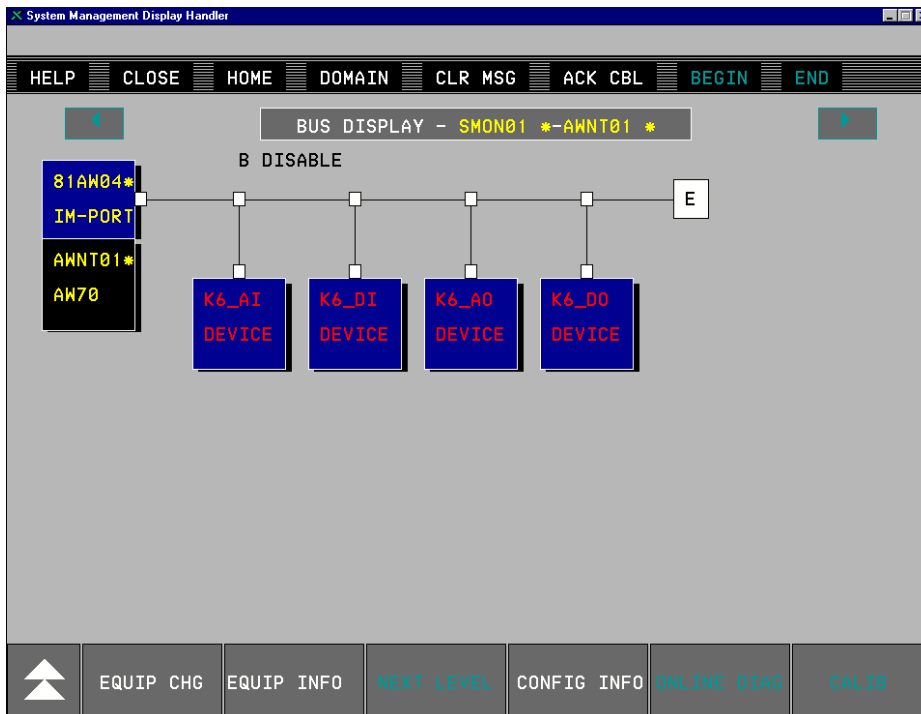 System Management Display Handler
HELP CLOSE HOME DOMAIN CLR MSG ACK CBL BEGIN END
BUS DISPLAY - SMON01 *-AWNT01 *
B DISABLE
81AW04*
IM-PORT
E
AWNT01*
AW70
K6_AI K6_DI K6_AO K6_DO
DEVICE DEVICE DEVICE DEVICE
EQUIP CHG EQUIP INFO NEXT LEVEL CONFIG INFO ONLINE DIAG CALIB